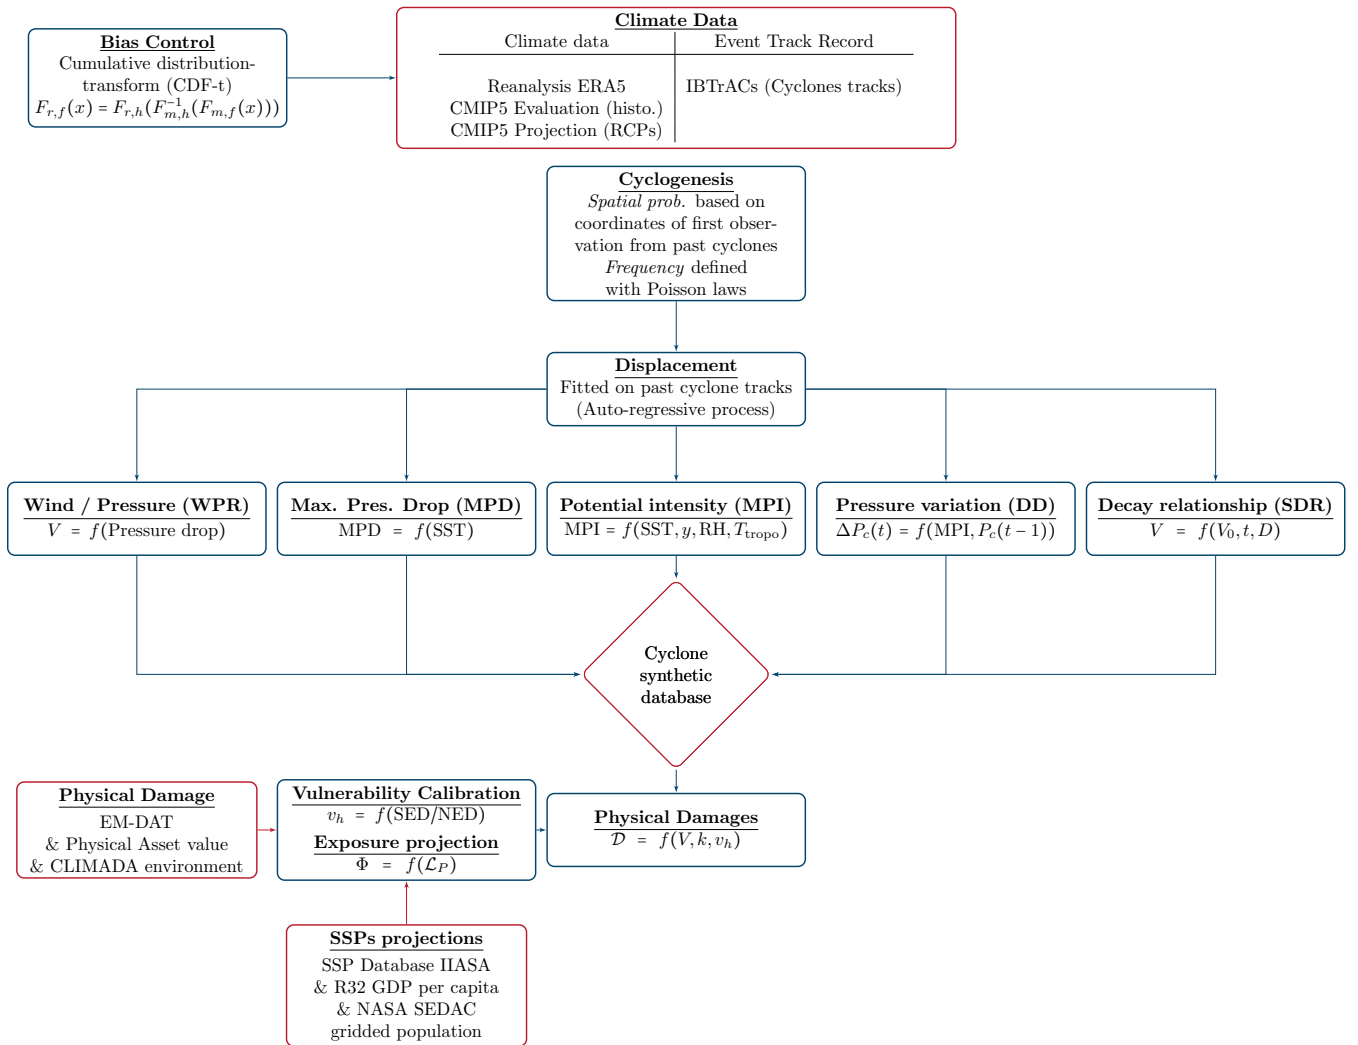 Bias Control
Cumulative distribution-
transform (CDF-t)
F_{r,f}(x) = F_{r,h}(F_{m,h}^{-1}(F_{m,f}(x)))
Climate Data
Climate data
Event Track Record
Reanalysis ERA5
IBTrACs (Cyclones tracks)
CMIP5 Evaluation (histo.)
CMIP5 Projection (RCPs)
Cyclogenesis
Spatial prob. based on
coordinates of first obser-
vation from past cyclones
Frequency defined
with Poisson laws
Displacement
Fitted on past cyclone tracks
(Auto-regressive process)
Wind / Pressure (WPR)
V = f(Pressure drop)
Max. Pres. Drop (MPD)
MPD = f(SST)
Potential intensity (MPI)
MPI = f(SST, y, RH, T_{tropo})
Pressure variation (DD)
ΔP_c(t) = f(MPI, P_c(t − 1))
Decay relationship (SDR)
V = f(V_0, t, D)
Cyclone
synthetic
database
Physical Damage
EM-DAT
& Physical Asset value
& CLIMADA environment
Vulnerability Calibration
v_h = f(SED/NED)
Exposure projection
Φ = f(ℒ_P)
Physical Damages
𝒟 = f(V, k, v_h)
SSPs projections
SSP Database IIASA
& R32 GDP per capita
& NASA SEDAC
gridded population